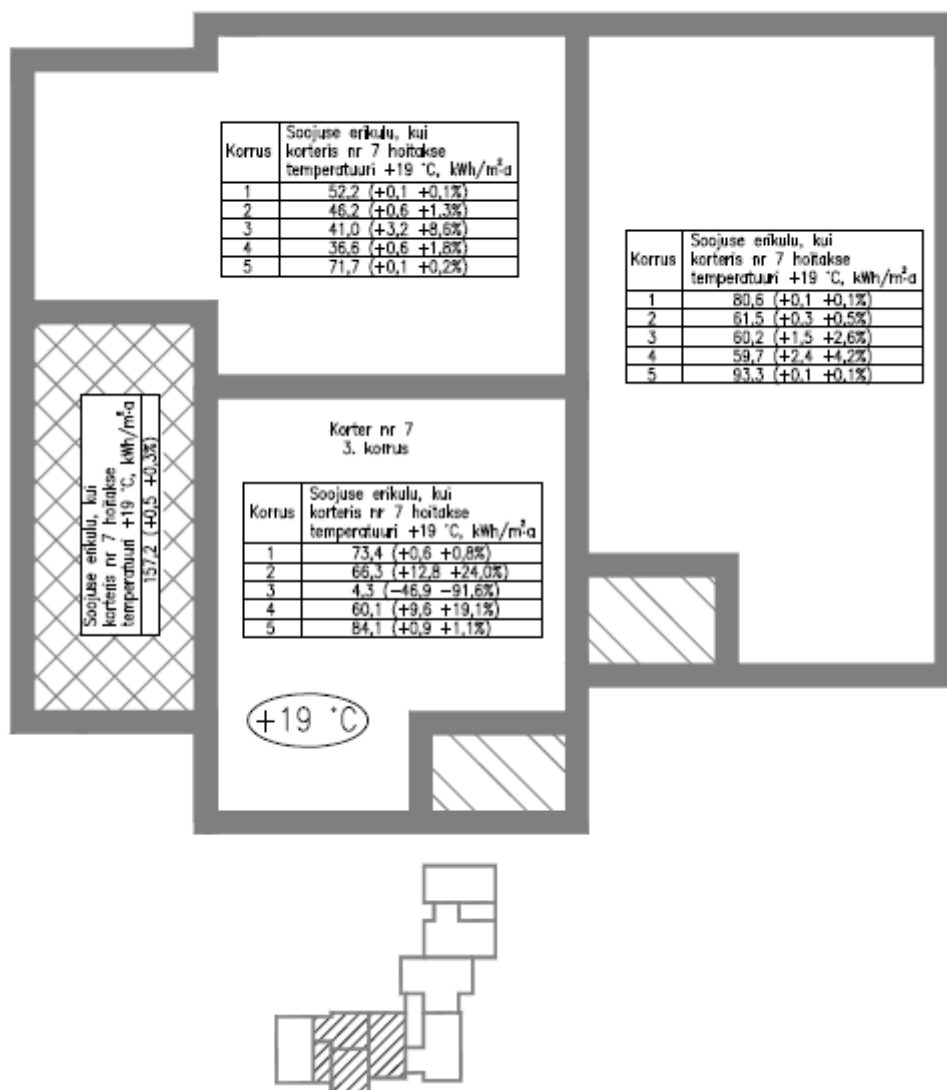 Korrus
Soojuse erikulu, kui
korteris nr 7 hoitakse
temperatuuri +19 °C, kWh/m²·a
1 52,2 (+0,1 +0,1%)
2 46,2 (+0,6 +1,3%)
3 41,0 (+3,2 +8,6%)
4 36,6 (+0,6 +1,8%)
5 71,7 (+0,1 +0,2%)
Korrus
Soojuse erikulu, kui
korteris nr 7 hoitakse
temperatuuri +19 °C, kWh/m²·a
1 80,6 (+0,1 +0,1%)
2 61,5 (+0,3 +0,5%)
3 60,2 (+1,5 +2,6%)
4 59,7 (+2,4 +4,2%)
5 93,3 (+0,1 +0,1%)
Soojuse erikulu, kui
korteris nr 7 hoitakse
temperatuuri +19 °C, kWh/m²·a
157,2 (+0,5 +0,3%)
Korter nr 7
3. korrus
Korrus
Soojuse erikulu, kui
korteris nr 7 hoitakse
temperatuuri +19 °C, kWh/m²·a
1 73,4 (+0,6 +0,8%)
2 66,3 (+12,8 +24,0%)
3 4,3 (-46,9 -91,6%)
4 60,1 (+9,6 +19,1%)
5 84,1 (+0,9 +1,1%)
+19 °C